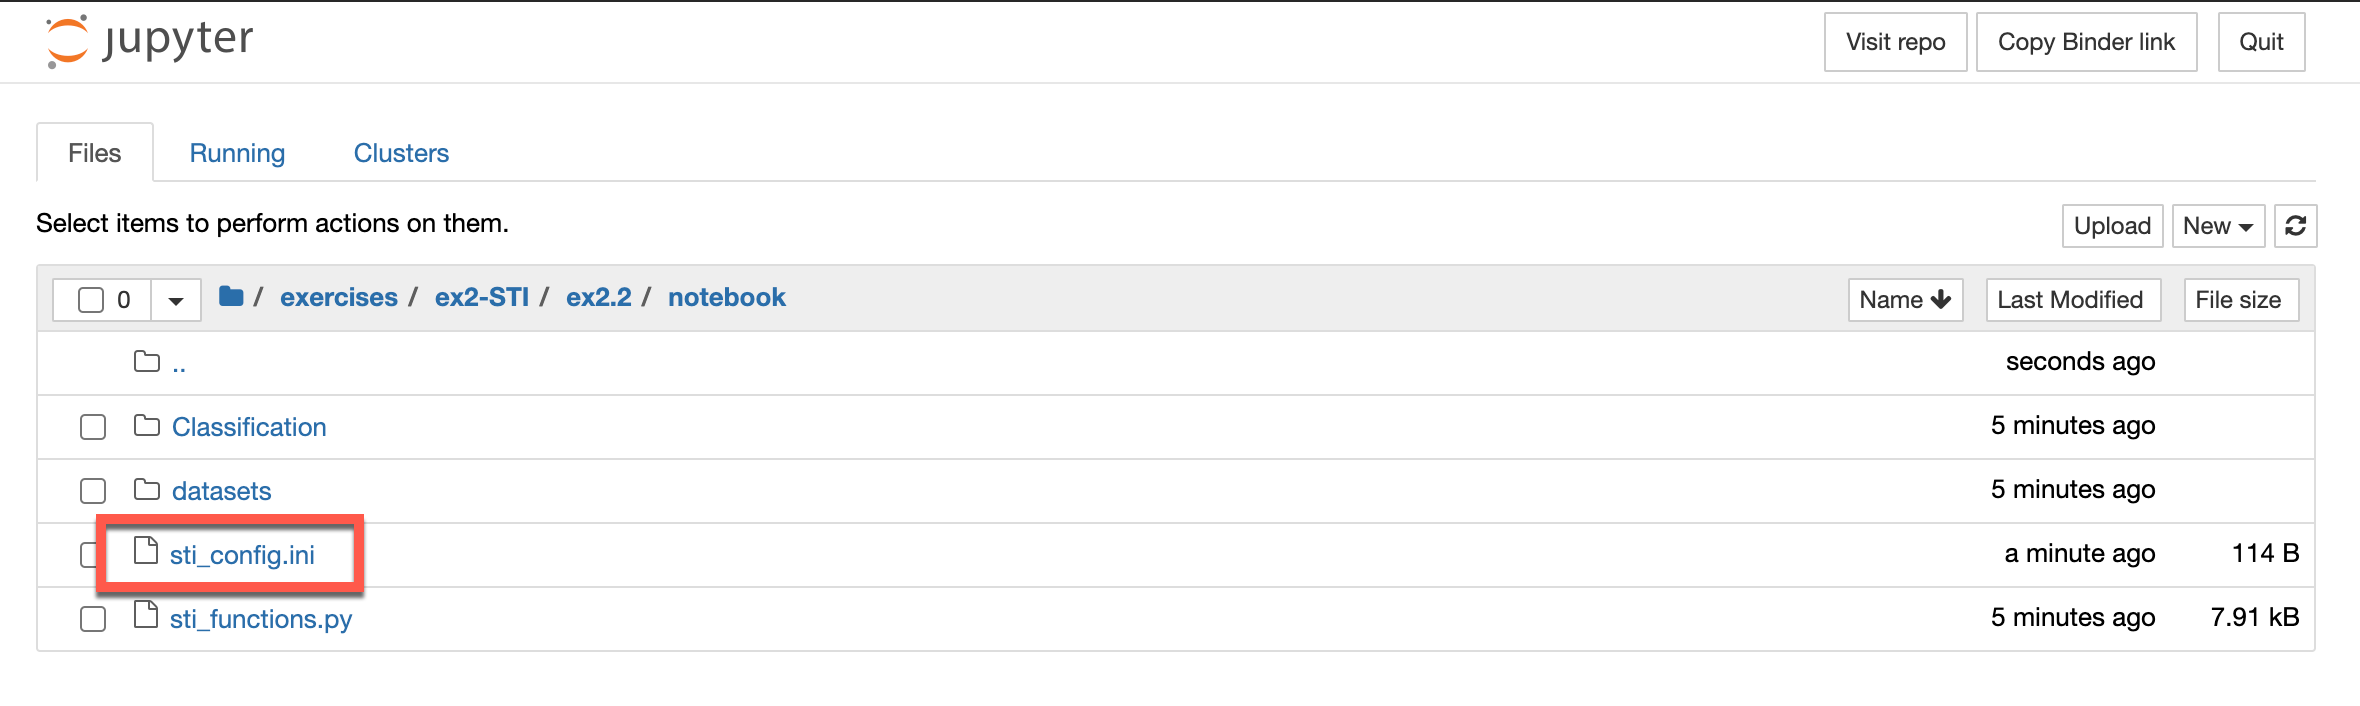 jupyter
Visit repo Copy Binder link Quit
Files Running Clusters
Select items to perform actions on them.
Upload New
0 / exercises / ex2-STI / ex2.2 / notebook Name Last Modified File size
.. seconds ago
Classification 5 minutes ago
datasets 5 minutes ago
sti_config.ini a minute ago 114 B
sti_functions.py 5 minutes ago 7.91 kB